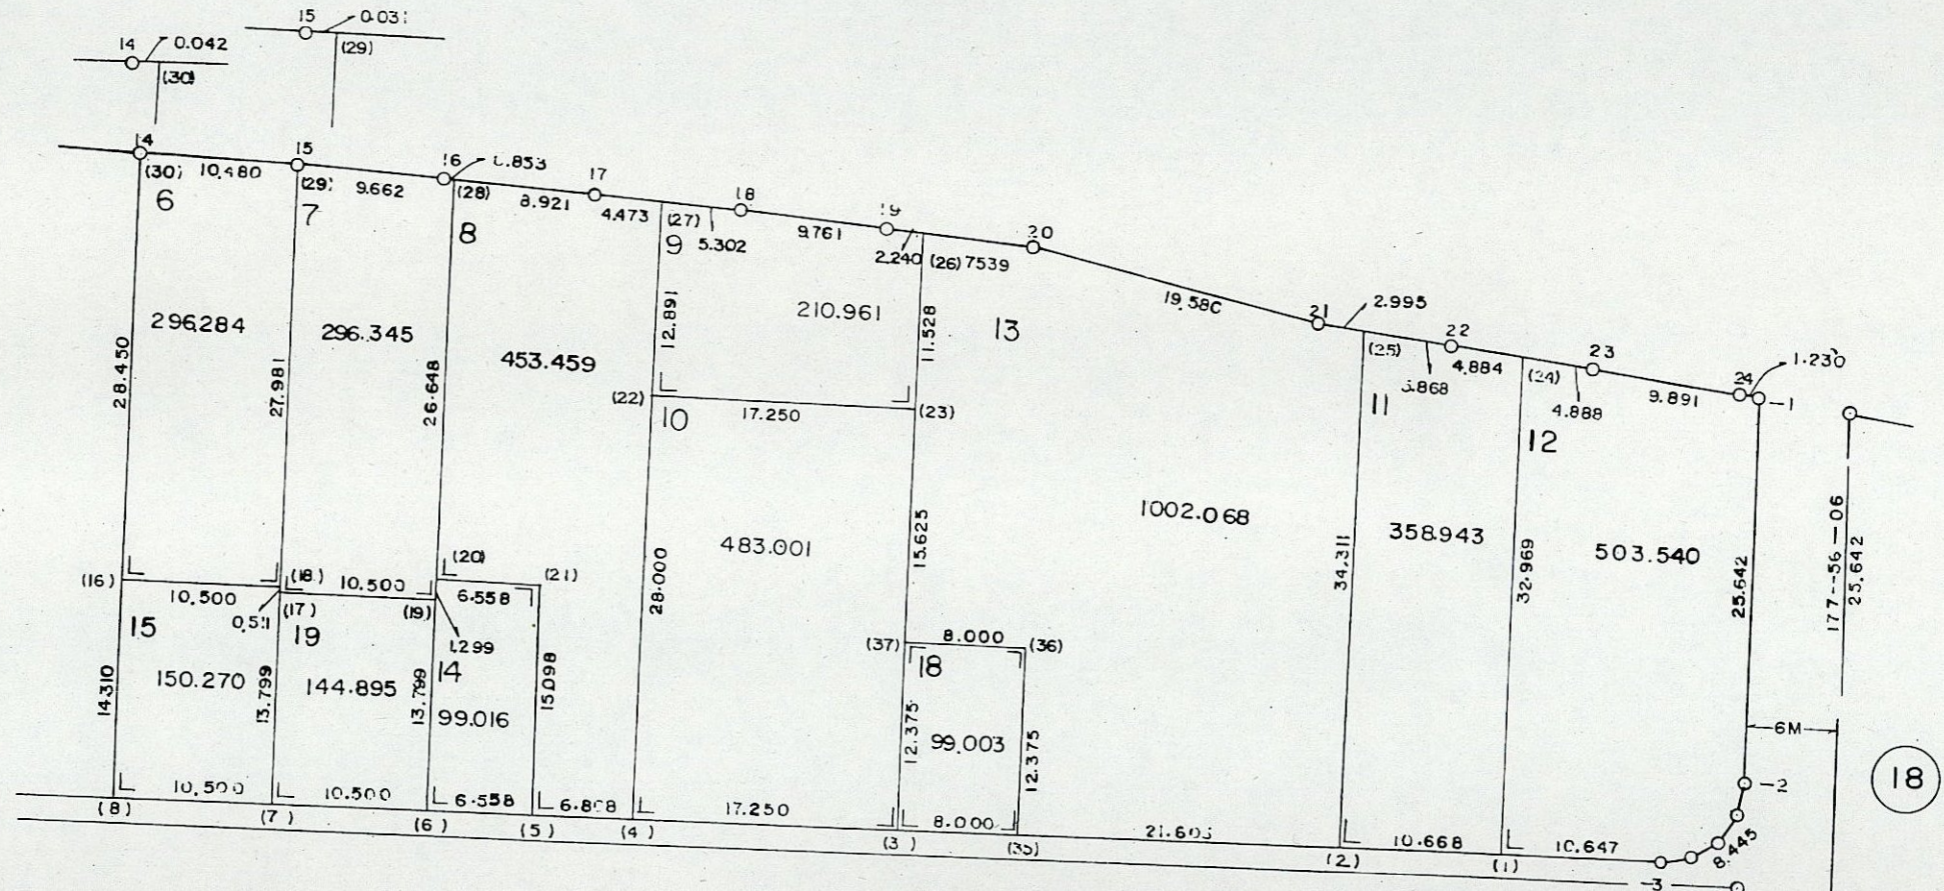 15 0.031
14 0.042 (29)
(30)
14 15 16 0.853 17 18 19 20
(30) 10.480 (29) 9.662 (28) 8.921 4.473 (27) 5.302 9.761 2.240 (26) 7539
6 7 8 9 13
19.580 21 2.995 22 23 24 1.230
(25) 4.884 (24) 4.888 9.891 -1
11 12
296.284 296.345 453.459 210.961
28.450 27.981 26.648 12.891 11.528
(22) 17.250 (23)
10
1002.068 358.943 503.540
483.001
28.000 15.625 34.311 32.969 25.642 177--56-06 25.642
(16) 10.500 (18) 10.500 (20) 6.558 (21)
0.511 (17) (19) 1.299
15 19 14
(37) 8.000 (36)
18
14.310 150.270 13.799 144.895 13.799 99.016 15.098
12.375 99.003 12.375
6M
18
10.500 10.500 6.558 17.250 8.000 10.668 10.647 8.445 -2
(8) (7) (6) (5) (4) (3) (35) (2) (1) -3